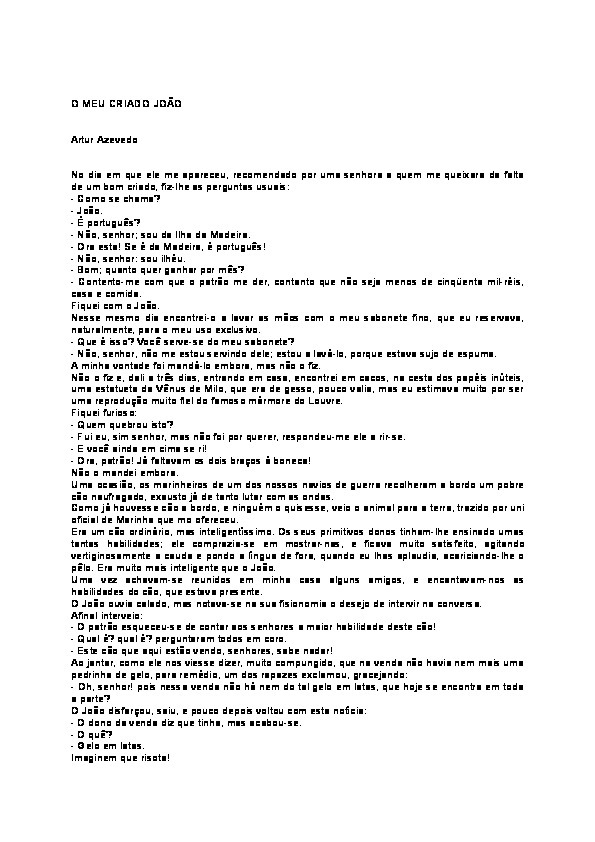 O MEU CRIADO JOÃO
Artur Azevedo
No dia em que ele me apareceu, recomendado por uma senhora a quem me queixara da falta
de um bom criado, fiz-lhe as perguntas usuais:
- Como se chama?
- João.
- É português?
- Não, senhor; sou da Ilha da Madeira.
- Ora esta! Se é da Madeira, é português!
- Não, senhor: sou ilhéu.
- Bom; quanto quer ganhar por mês?
- Contento-me com que o patrão me der, contanto que não seja menos de cinqüenta mil-réis,
casa e comida.
Fiquei com o João.
Nesse mesmo dia encontrei-o a lavar as mãos com o meu sabonete fino, que eu reservava,
naturalmente, para o meu uso exclusivo.
- Que é isso? Você serve-se do meu sabonete?
- Não, senhor, não me estou servindo dele; estou a lavá-lo, porque estava sujo de espuma.
A minha vontade foi mandá-lo embora, mas não o fiz.
Não o fiz e, dali a três dias, entrando em casa, encontrei em cacos, na cesta dos papéis inúteis,
uma estatueta da Vênus de Milo, que era de gesso, pouco valia, mas eu estimava muito por ser
uma reprodução muito fiel do famoso mármore do Louvre.
Fiquei furioso:
- Quem quebrou isto?
- Fui eu, sim senhor, mas não foi por querer, respondeu-me ele a rir-se.
- E você ainda em cima se ri!
- Ora, patrão! Já faltavam os dois braços à boneca!
Não o mandei embora.
Uma ocasião, os marinheiros de um dos nossos navios de guerra recolheram a bordo um pobre
cão naufragado, exausto já de tanto lutar com as ondas.
Como já houvesse cão a bordo, e ninguém o quisesse, veio o animal para a terra, trazido por uni
oficial de Marinha que mo ofereceu.
Era um cão ordinário, mas inteligentíssimo. Os seus primitivos donos tinham-lhe ensinado umas
tantas habilidades; ele comprazia-se em mostrar-nas, e ficava muito satisfeito, agitando
vertiginosamente a cauda e pondo a língua de fora, quando eu lhas aplaudia, acariciando-lhe o
pêlo. Era muito mais inteligente que o João.
Uma vez achavam-se reunidos em minha casa alguns amigos, e encantavam-nos as
habilidades do cão, que estava presente.
O João ouvia calado, mas notava-se na sua fisionomia o desejo de intervir na conversa.
Afinal interveio:
- O patrão esqueceu-se de contar aos senhores a maior habilidade deste cão!
- Qual é? qual é? perguntaram todos em coro.
- Este cão que aqui estão vendo, senhores, sabe nadar!
Ao jantar, como ele nos viesse dizer, muito compungido, que na venda não havia nem mais uma
pedrinha de gelo, para remédio, um dos rapazes exclamou, gracejando:
- Oh, senhor! pois nessa venda não há nem do tal gelo em latas, que hoje se encontra em toda
a parte?
O João disfarçou, saiu, e pouco depois voltou com esta notícia:
- O dono da venda diz que tinha, mas acabou-se.
- O quê?
- Gelo em latas.
Imaginem que risota!